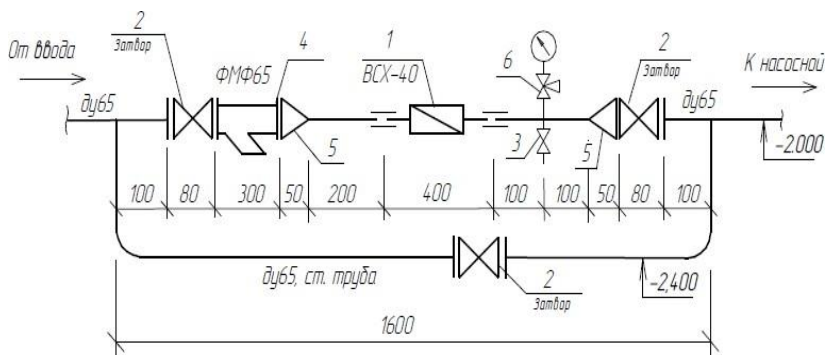 От ввода
2
Затвор
ФМФ65
4
1
ВСХ-40
6
2
Затвор
К насосной
ду65
5
3
5
ду65
-2.000
100 80 300 50 200 400 100 100 50 80 100
ду65, ст. труба
2
Затвор
-2,400
1600